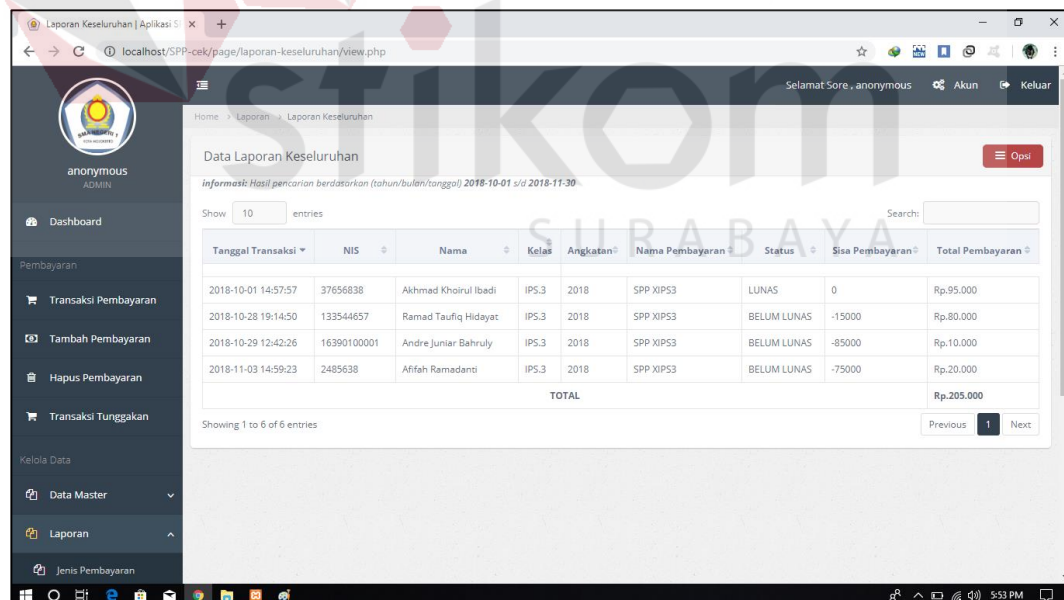 Laporan Keseluruhan | Aplikasi S
localhost/SPP-cek/page/laporan-keseluruhan/view.php
stikom
SURABAYA
SMA NEGERI 1
anonymous
ADMIN
Dashboard
Pembayaran
Transaksi Pembayaran
Tambah Pembayaran
Hapus Pembayaran
Transaksi Tunggakan
Kelola Data
Data Master
Laporan
Jenis Pembayaran
Selamat Sore , anonymous Akun Keluar
Home > Laporan > Laporan Keseluruhan
Data Laporan Keseluruhan Opsi
informasi: Hasil pencarian berdasarkan (tahun/bulan/tanggal) 2018-10-01 s/d 2018-11-30
Show 10 entries Search:
Tanggal Transaksi NIS Nama Kelas Angkatan Nama Pembayaran Status Sisa Pembayaran Total Pembayaran
2018-10-01 14:57:57 37656838 Akhmad Khoirul Ibadi IPS.3 2018 SPP XIPS3 LUNAS 0 Rp.95.000
2018-10-28 19:14:50 133544657 Ramad Taufiq Hidayat IPS.3 2018 SPP XIPS3 BELUM LUNAS -15000 Rp.80.000
2018-10-29 12:42:26 16390100001 Andre Juniar Bahruly IPS.3 2018 SPP XIPS3 BELUM LUNAS -85000 Rp.10.000
2018-11-03 14:59:23 2485638 Afifah Ramadanti IPS.3 2018 SPP XIPS3 BELUM LUNAS -75000 Rp.20.000
TOTAL Rp.205.000
Showing 1 to 6 of 6 entries Previous 1 Next
5:53 PM